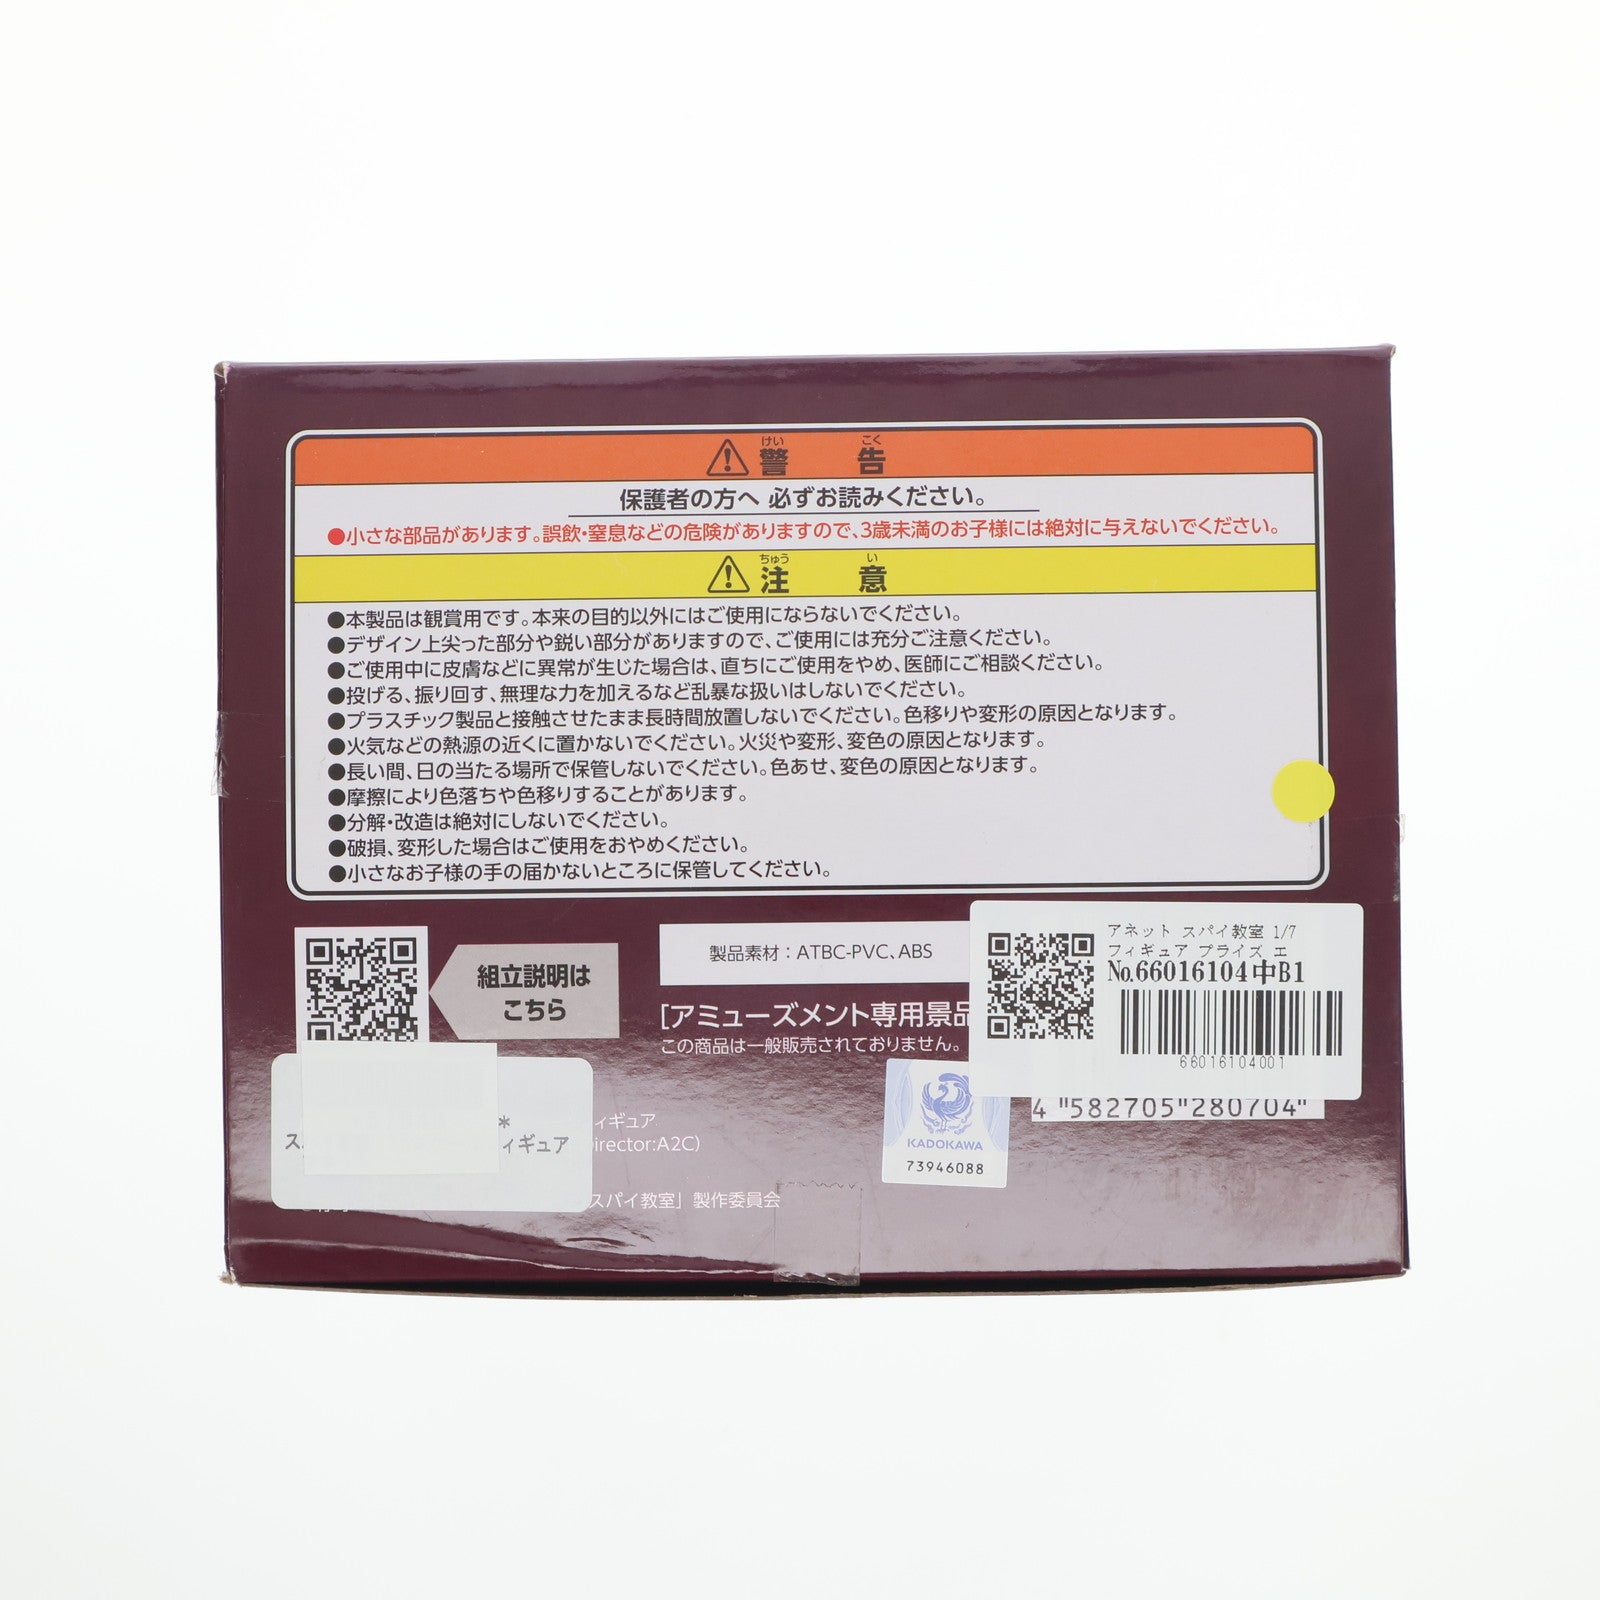 けい こく
警 告
保護者の方へ 必ずお読みください。
●小さな部品があります。誤飲・窒息などの危険がありますので、3歳未満のお子様には絶対に与えないでください。
ちゅう い
注 意
●本製品は観賞用です。本来の目的以外にはご使用にならないでください。
●デザイン上尖った部分や鋭い部分がありますので、ご使用には充分ご注意ください。
●ご使用中に皮膚などに異常が生じた場合は、直ちにご使用をやめ、医師にご相談ください。
●投げる、振り回す、無理な力を加えるなど乱暴な扱いはしないでください。
●プラスチック製品と接触させたまま長時間放置しないでください。色移りや変形の原因となります。
●火気などの熱源の近くに置かないでください。火災や変形、変色の原因となります。
●長い間、日の当たる場所で保管しないでください。色あせ、変色の原因となります。
●摩擦により色落ちや色移りすることがあります。
●分解・改造は絶対にしないでください。
●破損、変形した場合はご使用をおやめください。
●小さなお子様の手の届かないところに保管してください。
組立説明は
こちら
製品素材：ATBC-PVC、ABS
[アミューズメント専用景品
この商品は一般販売されておりません。
アネット スパイ教室 1/7
フィギュア プライズ エ
No.66016104中B1
66016104001
4 "582705"280704"
KADOKAWA
73946088
*
ス
ィギュア
ィギュア
irector:A2C)
スパイ教室」製作委員会